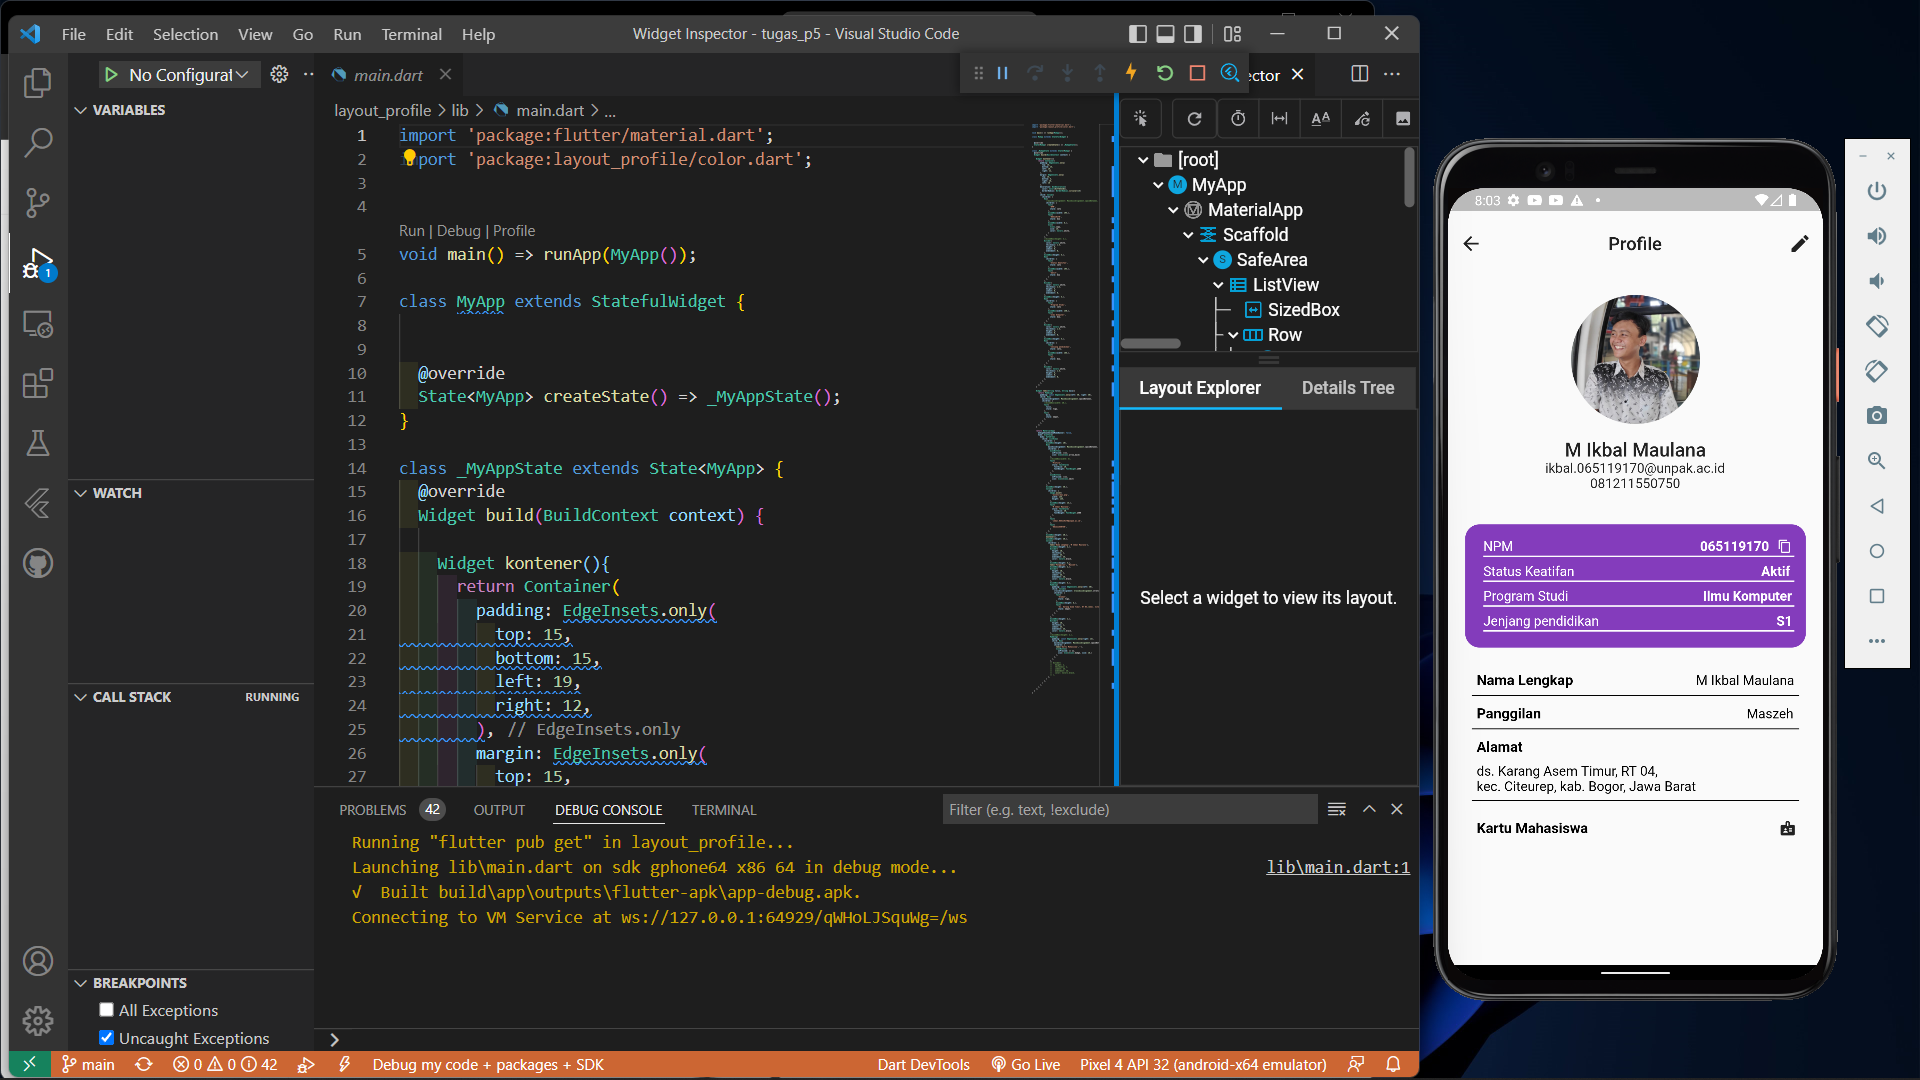 File Edit Selection View Go Run Terminal Help
Widget Inspector - tugas_p5 - Visual Studio Code
No Configurat
main.dart
ector
VARIABLES
layout_profile > lib > main.dart > ...
1 import 'package:flutter/material.dart';
2 import 'package:layout_profile/color.dart';
3
4
Run | Debug | Profile
5 void main() => runApp(MyApp());
6
7 class MyApp extends StatefulWidget {
8
9
10 @override
11 State<MyApp> createState() => _MyAppState();
12 }
13
14 class _MyAppState extends State<MyApp> {
15 @override
16 Widget build(BuildContext context) {
17
18 Widget kontener(){
19 return Container(
20 padding: EdgeInsets.only(
21 top: 15,
22 bottom: 15,
23 left: 19,
24 right: 12,
25 ), // EdgeInsets.only
26 margin: EdgeInsets.only(
27 top: 15,
[root]
MyApp
MaterialApp
Scaffold
SafeArea
ListView
SizedBox
Row
Layout Explorer
Details Tree
Select a widget to view its layout.
WATCH
CALL STACK
RUNNING
BREAKPOINTS
All Exceptions
Uncaught Exceptions
PROBLEMS 42 OUTPUT DEBUG CONSOLE TERMINAL
Filter (e.g. text, !exclude)
Running "flutter pub get" in layout_profile...
Launching lib\main.dart on sdk gphone64 x86 64 in debug mode...
lib\main.dart:1
√ Built build\app\outputs\flutter-apk\app-debug.apk.
Connecting to VM Service at ws://127.0.0.1:64929/qWHoLJSquWg=/ws
1
main 0 0 42 Debug my code + packages + SDK
Dart DevTools Go Live Pixel 4 API 32 (android-x64 emulator)
8:03
Profile
M Ikbal Maulana
ikbal.065119170@unpak.ac.id
081211550750
NPM 065119170
Status Keatifan Aktif
Program Studi Ilmu Komputer
Jenjang pendidikan S1
Nama Lengkap M Ikbal Maulana
Panggilan Maszeh
Alamat
ds. Karang Asem Timur, RT 04,
kec. Citeurep, kab. Bogor, Jawa Barat
Kartu Mahasiswa